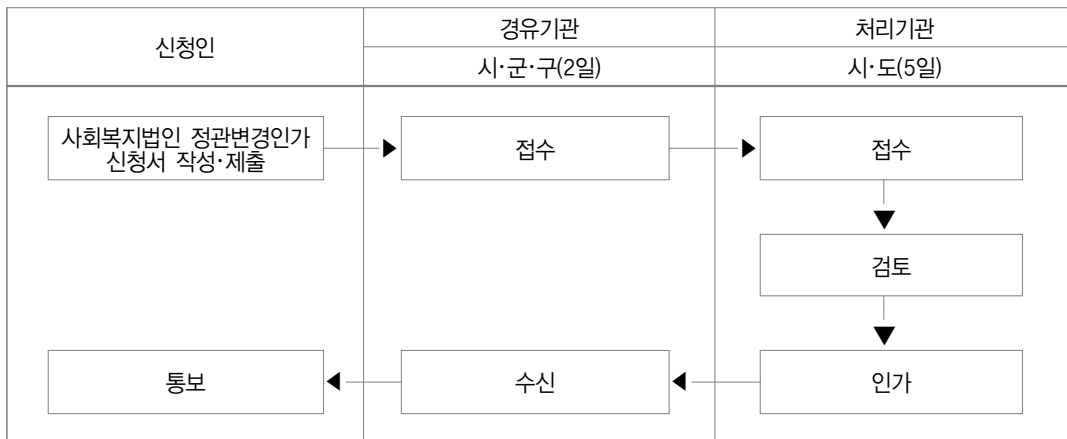 신청인
경유기관
처리기관
시·군·구(2일)
시·도(5일)
사회복지법인 정관변경인가
신청서 작성·제출
접수
접수
검토
통보
수신
인가